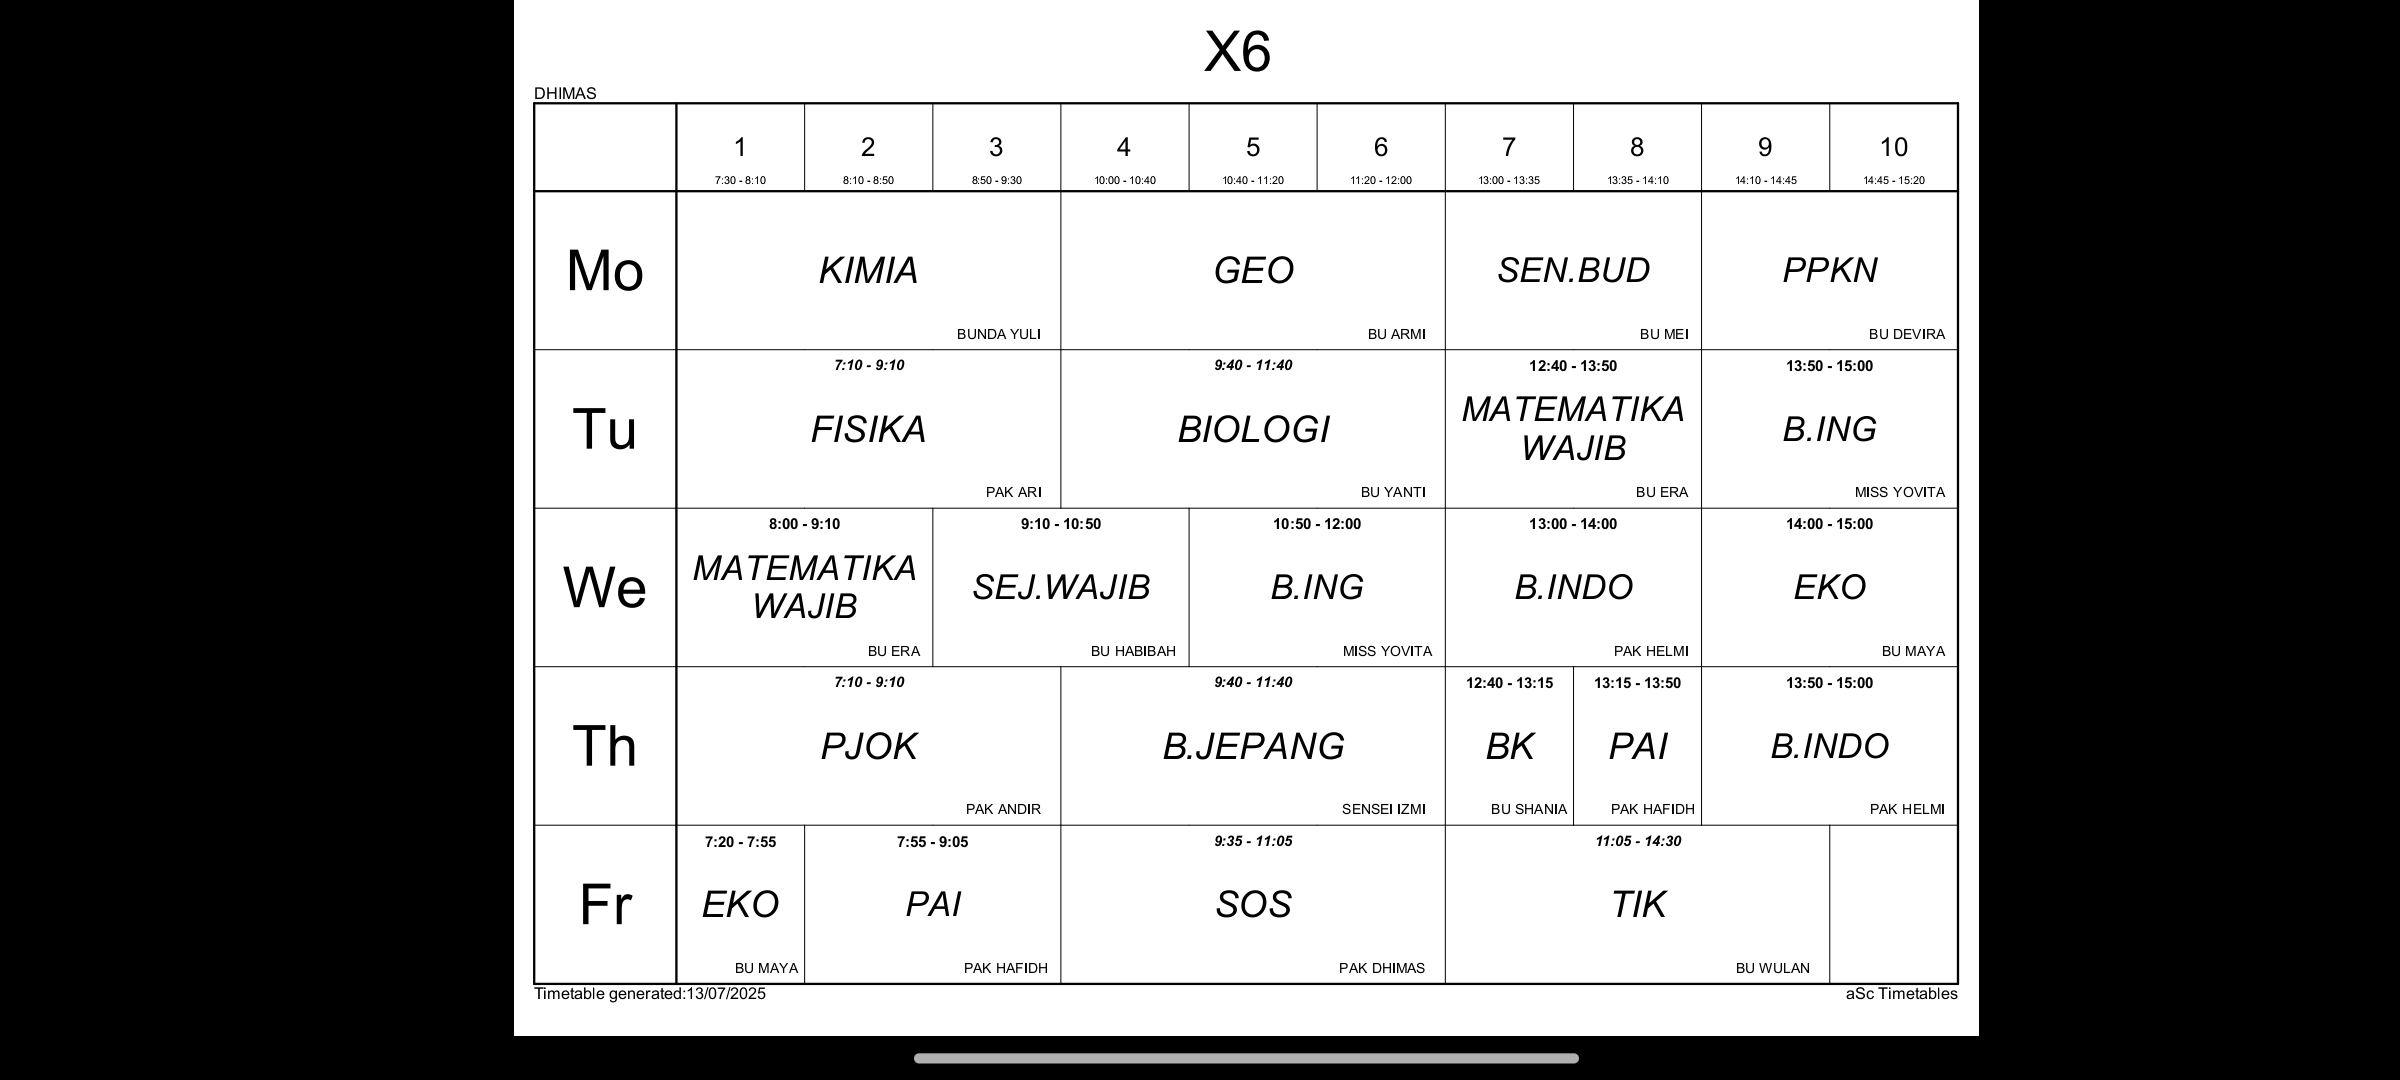 X6
DHIMAS
1 2 3 4 5 6 7 8 9 10
7:30 - 8:10 8:10 - 8:50 8:50 - 9:30 10:00 - 10:40 10:40 - 11:20 11:20 - 12:00 13:00 - 13:35 13:35 - 14:10 14:10 - 14:45 14:45 - 15:20
Mo KIMIA GEO SEN.BUD PPKN
BUNDA YULI BU ARMI BU MEI BU DEVIRA
7:10 - 9:10 9:40 - 11:40 12:40 - 13:50 13:50 - 15:00
Tu FISIKA BIOLOGI MATEMATIKA WAJIB B.ING
PAK ARI BU YANTI BU ERA MISS YOVITA
8:00 - 9:10 9:10 - 10:50 10:50 - 12:00 13:00 - 14:00 14:00 - 15:00
We MATEMATIKA WAJIB SEJ.WAJIB B.ING B.INDO EKO
BU ERA BU HABIBAH MISS YOVITA PAK HELMI BU MAYA
7:10 - 9:10 9:40 - 11:40 12:40 - 13:15 13:15 - 13:50 13:50 - 15:00
Th PJOK B.JEPANG BK PAI B.INDO
PAK ANDIR SENSEI IZMI BU SHANIA PAK HAFIDH PAK HELMI
7:20 - 7:55 7:55 - 9:05 9:35 - 11:05 11:05 - 14:30
Fr EKO PAI SOS TIK
BU MAYA PAK HAFIDH PAK DHIMAS BU WULAN
Timetable generated:13/07/2025 aSc Timetables